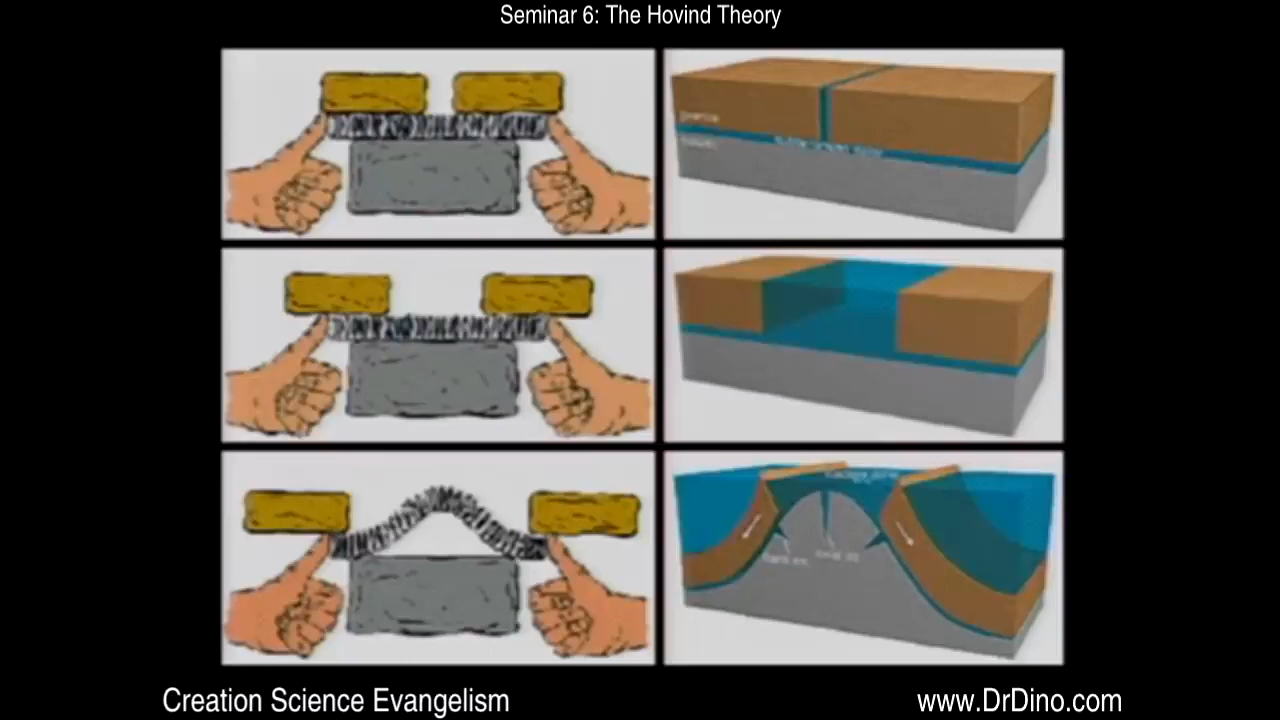 Seminar 6: The Hovind Theory
Creation Science Evangelism
www.DrDino.com